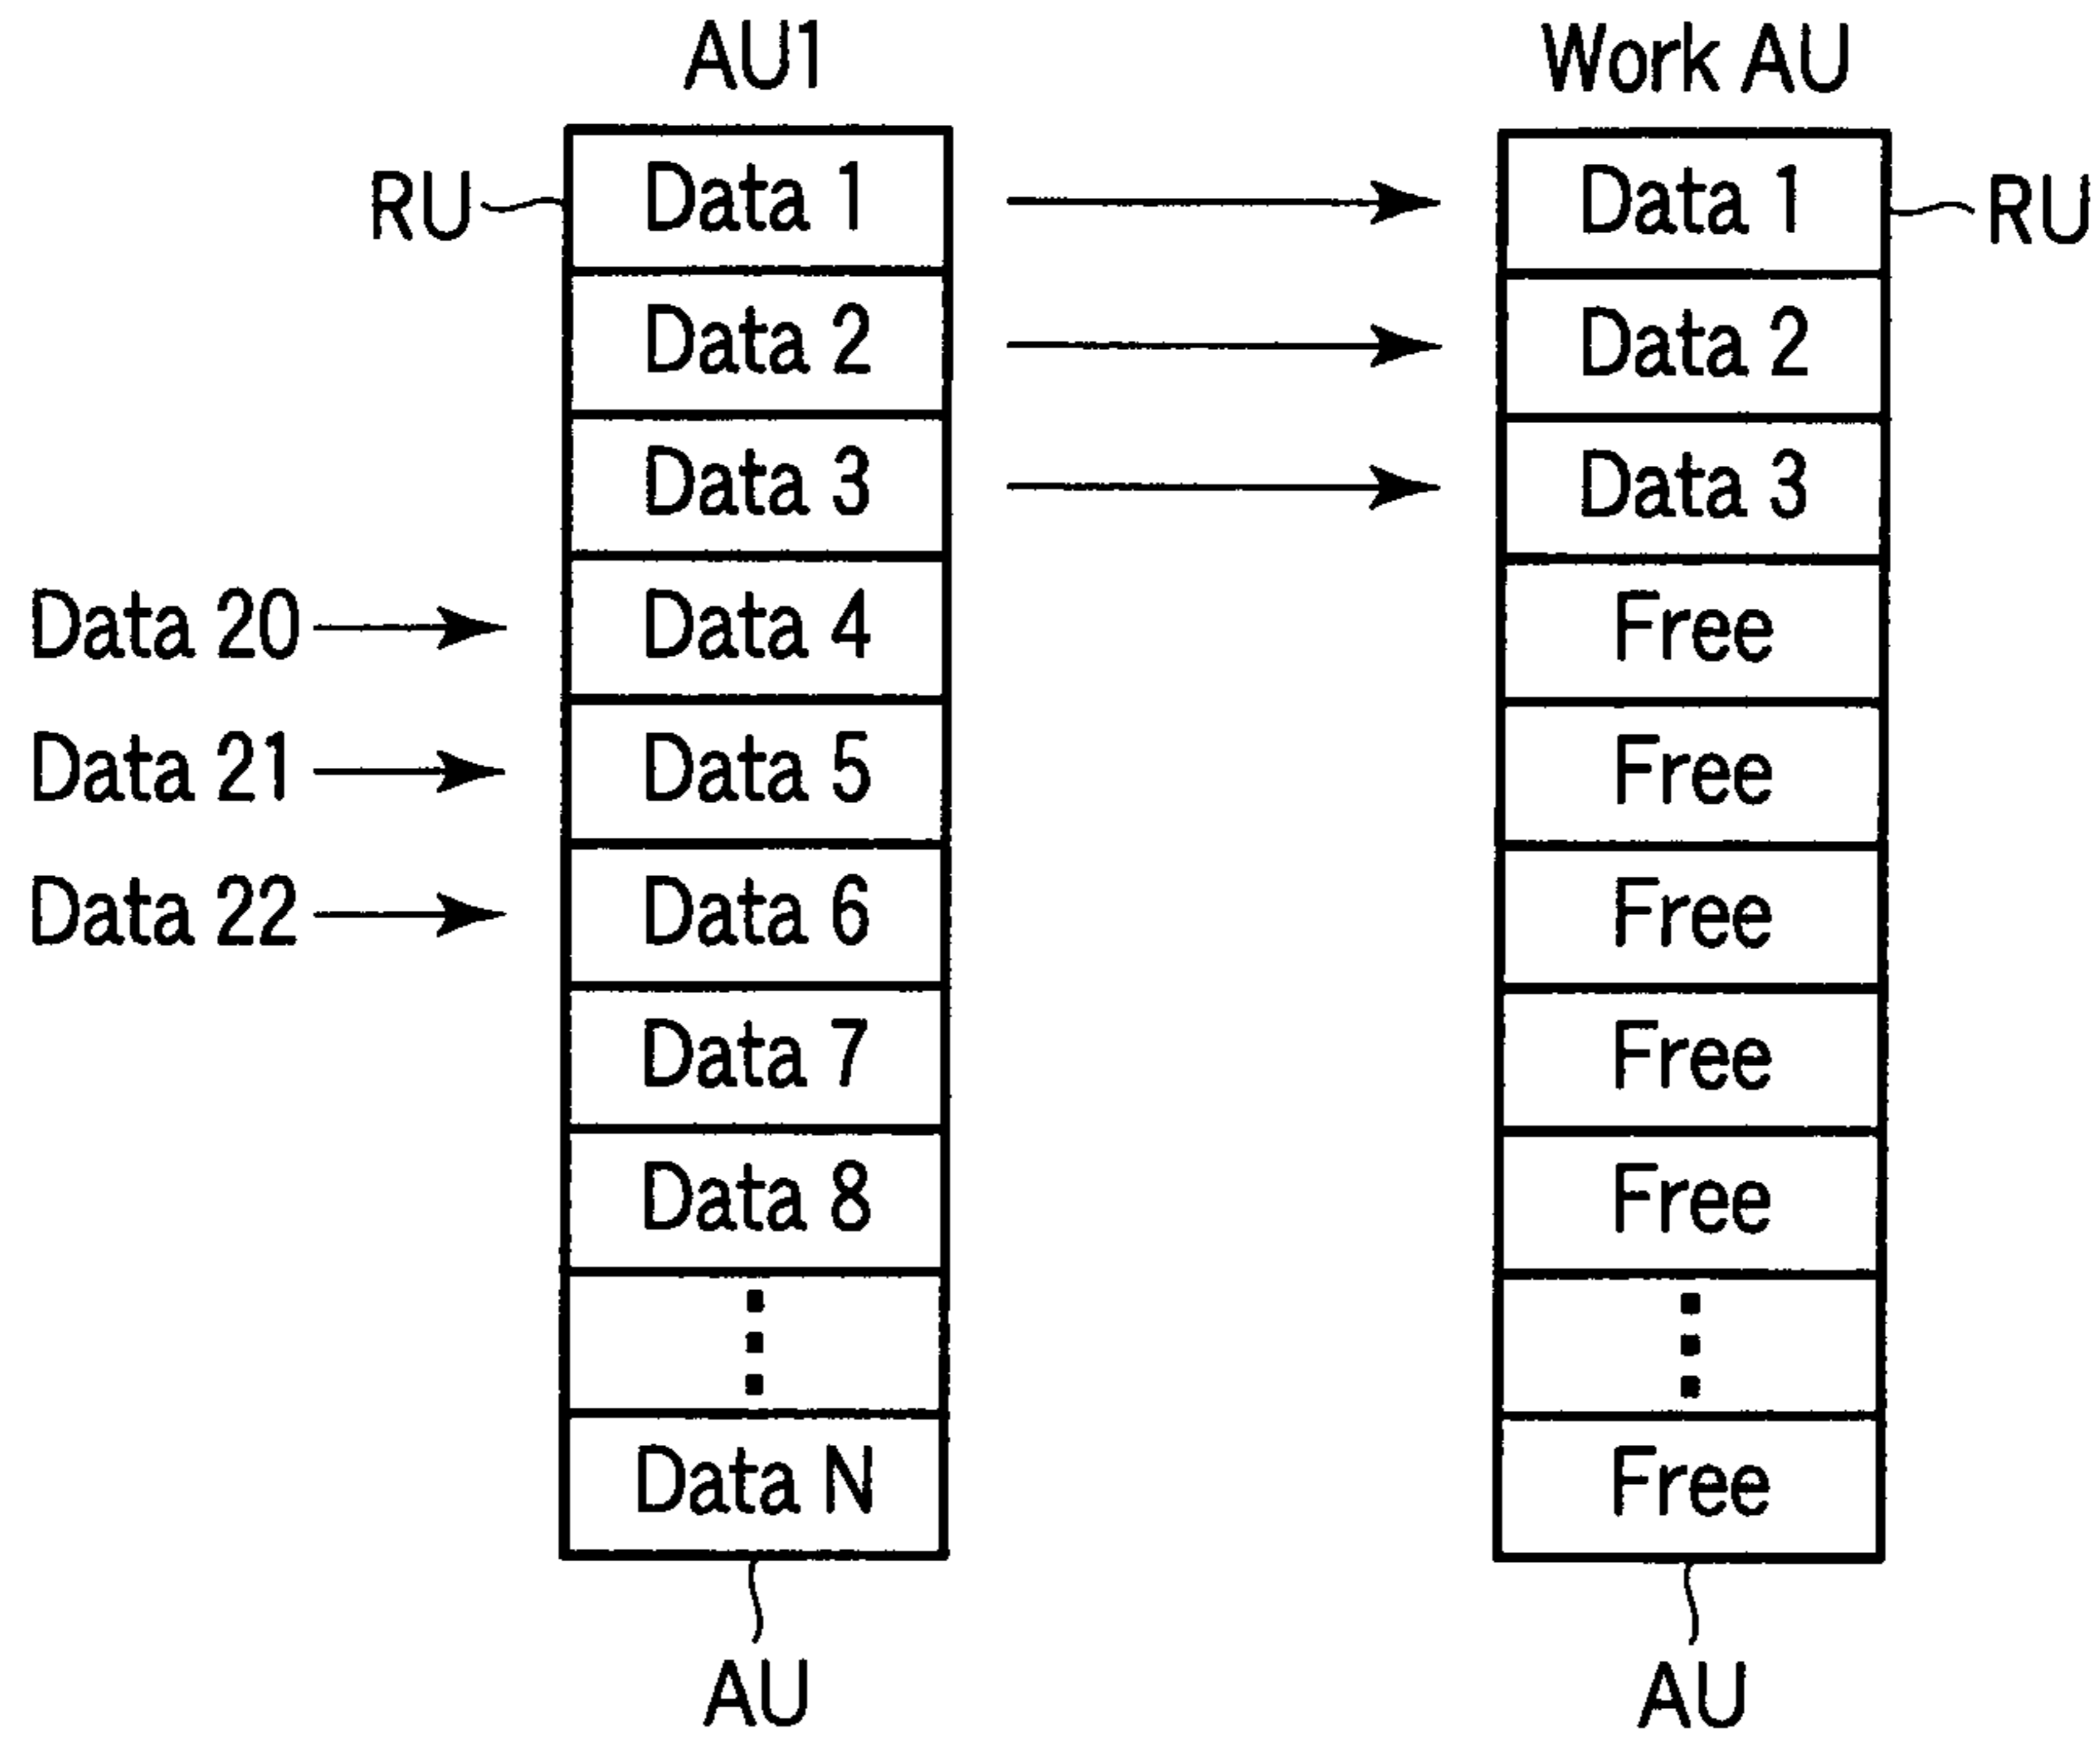 AU1 Work AU
RU Data 1 Data 1 RU
Data 2 Data 2
Data 3 Data 3
Data 20 Data 4 Free
Data 21 Data 5 Free
Data 22 Data 6 Free
Data 7 Free
Data 8 Free
Data N Free
AU AU